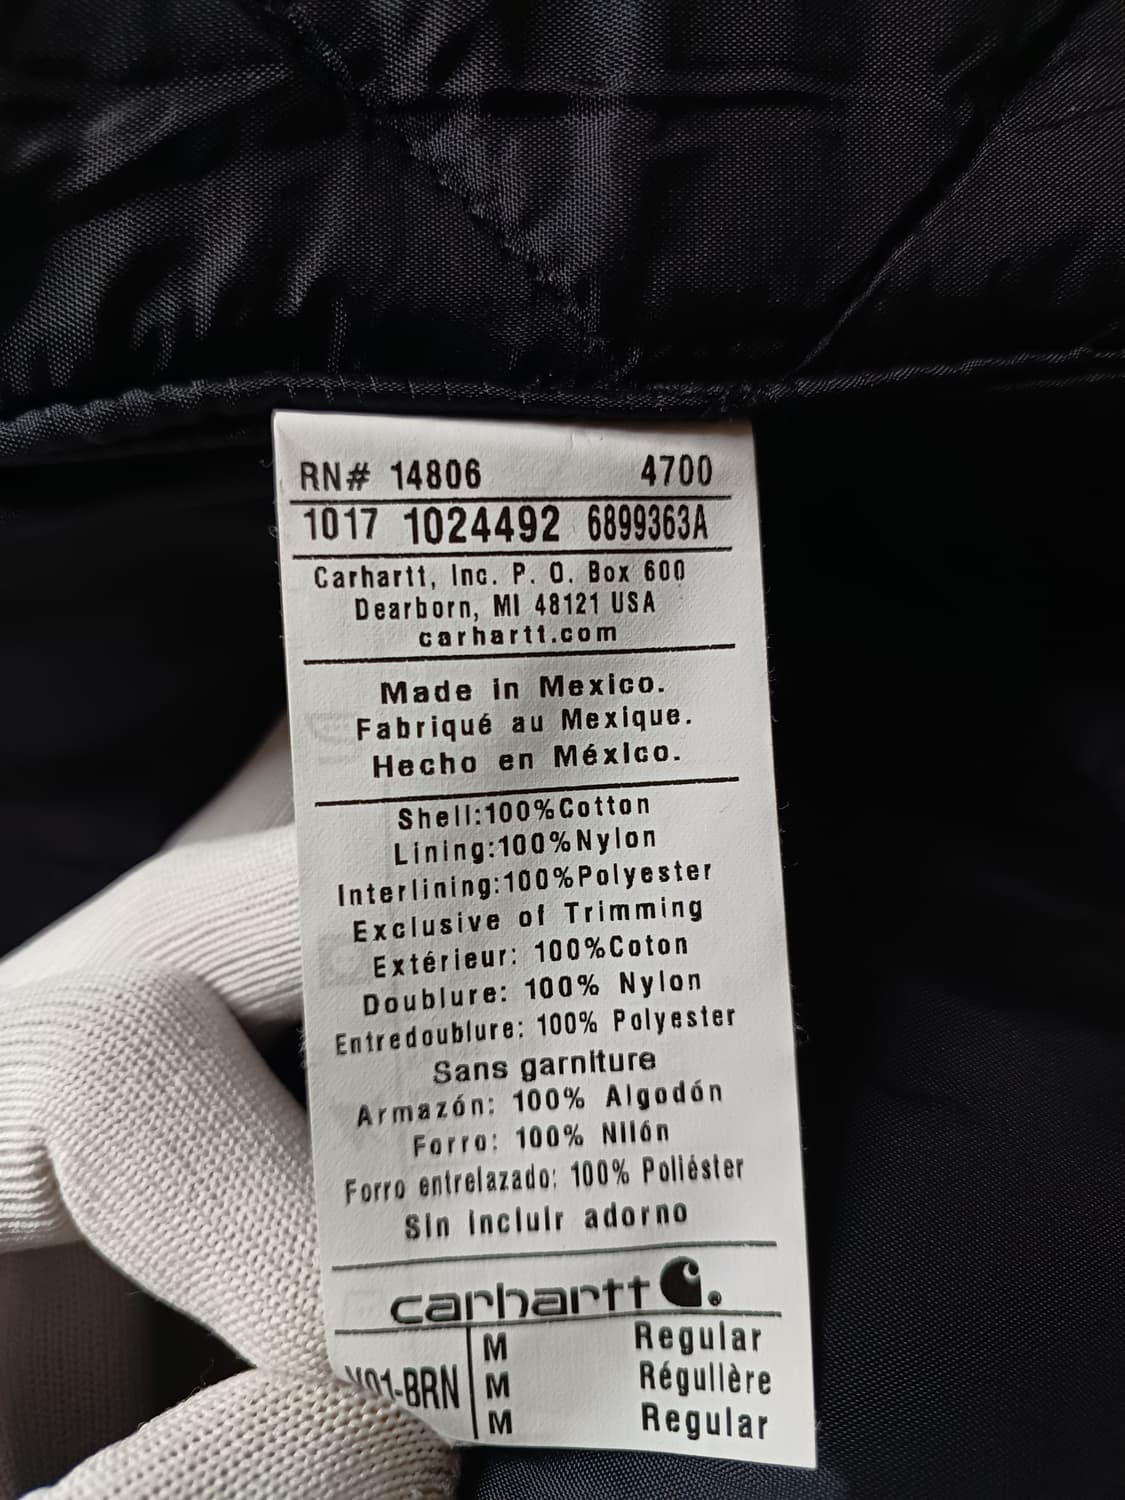 RN# 14806 4700
1017 1024492 6899363A
Carhartt, Inc. P. O. Box 600
Dearborn, MI 48121 USA
carhartt.com
Made in Mexico.
Fabriqué au Mexique.
Hecho en México.
Shell:100%Cotton
Lining:100%Nylon
Interlining:100%Polyester
Exclusive of Trimming
Extérieur: 100%Coton
Doublure: 100% Nylon
Entredoublure: 100% Polyester
Sans garniture
Armazón: 100% Algodón
Forro: 100% Nilón
Forro entrelazado: 100% Poliéster
Sin incluir adorno
carhartt®
M Regular
-BRN M Régulière
M Regular